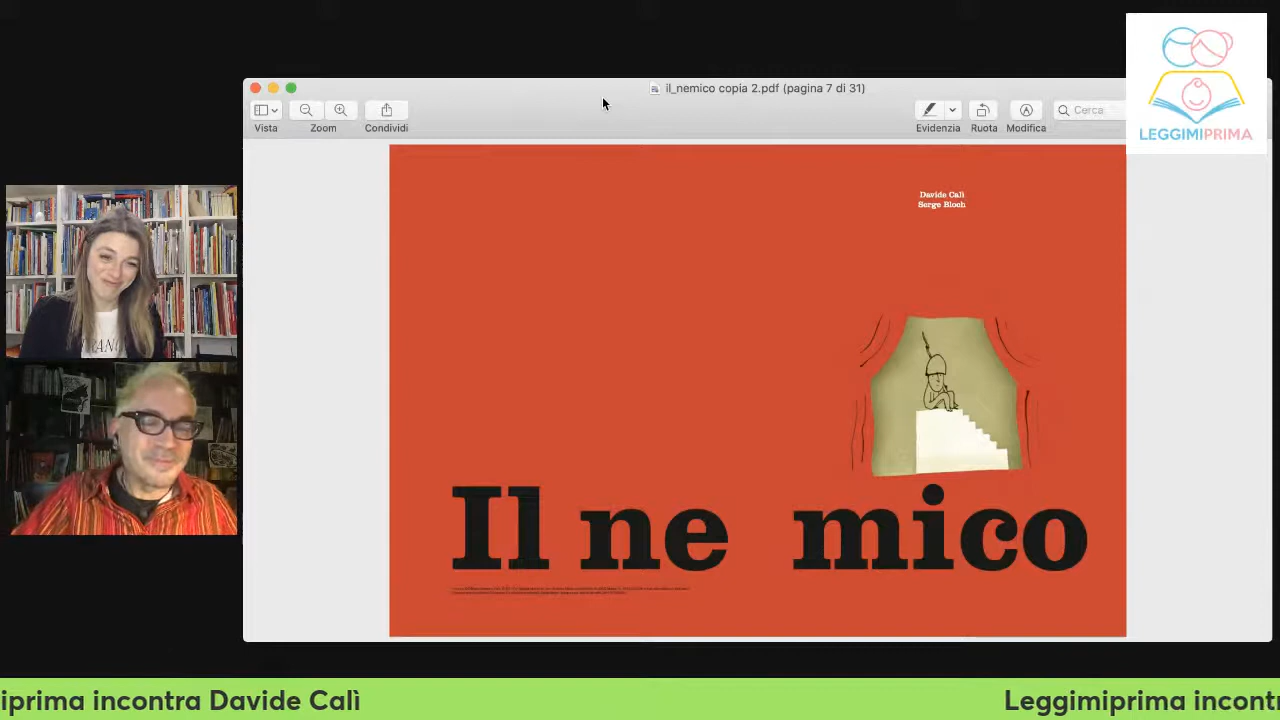 il_nemico copia 2.pdf (pagina 7 di 31)
Vista
Zoom
Condividi
Evidenzia
Ruota
Modifica
Cerca
LEGGIMIPRIMA
Davide Calì
Serge Bloch
Il ne mico
iprima incontra Davide Calì
Leggimiprima incont